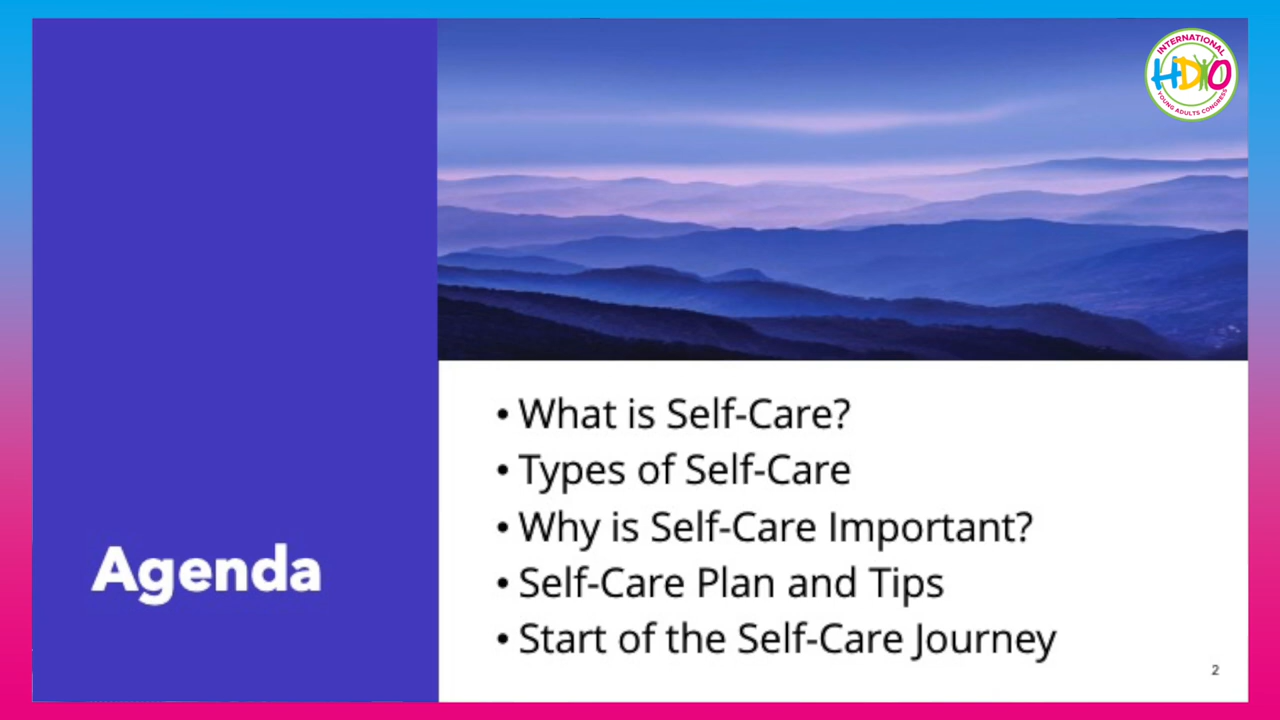 INTERNATIONAL
HDYO
YOUNG ADULTS CONGRESS
Agenda
• What is Self-Care?
• Types of Self-Care
• Why is Self-Care Important?
• Self-Care Plan and Tips
• Start of the Self-Care Journey
2